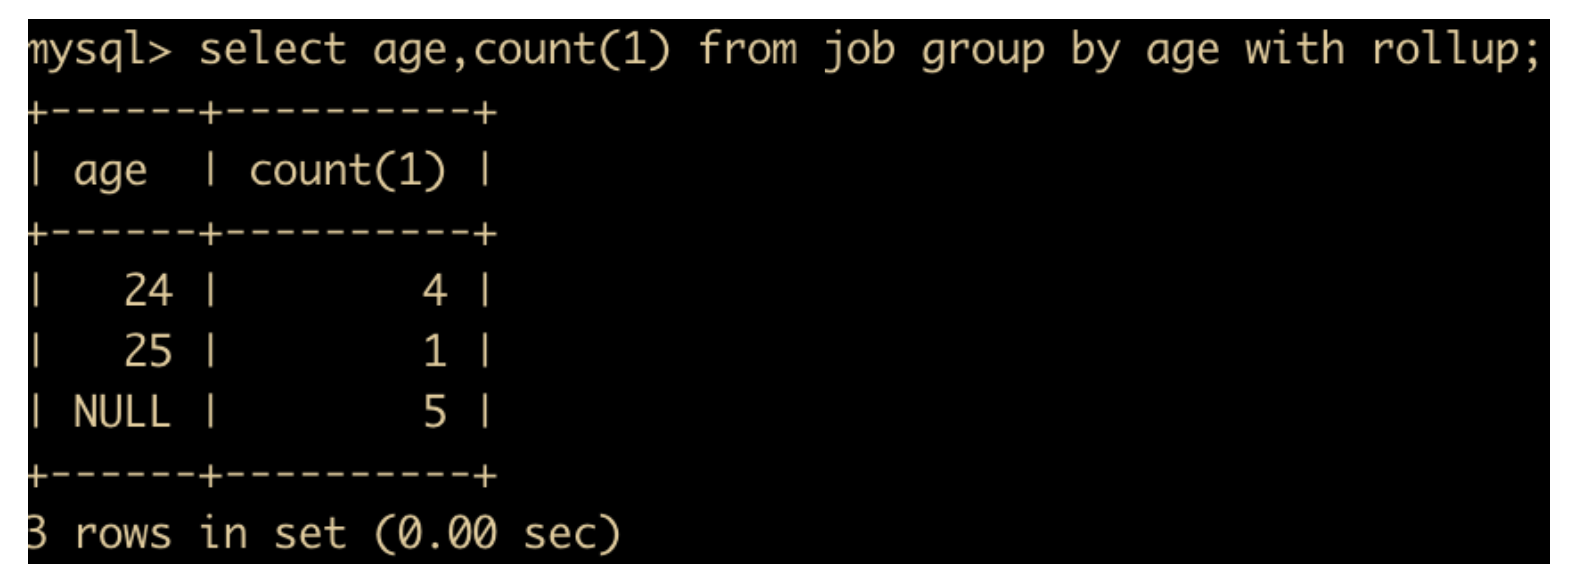 mysql> select age,count(1) from job group by age with rollup;
+------+----------+
| age  | count(1) |
+------+----------+
|   24 |        4 |
|   25 |        1 |
| NULL |        5 |
+------+----------+
3 rows in set (0.00 sec)